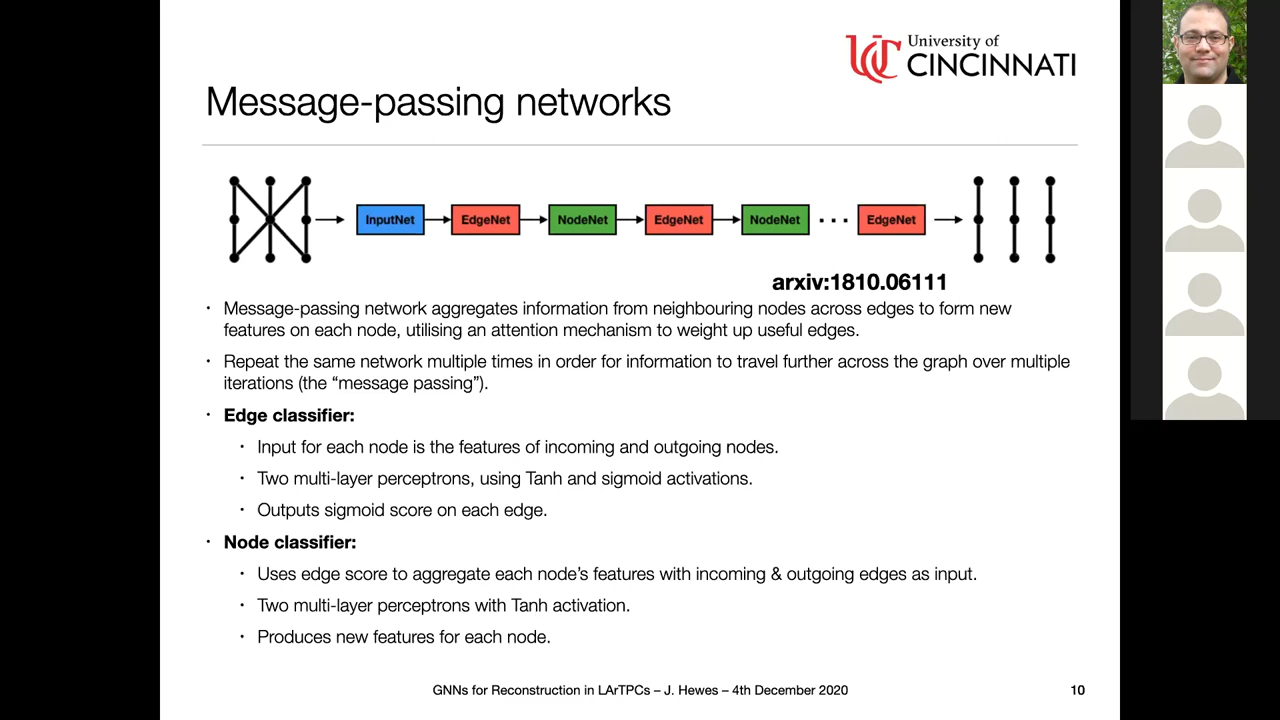 University of
CINCINNATI
Message-passing networks
InputNet EdgeNet NodeNet EdgeNet NodeNet ··· EdgeNet
arxiv:1810.06111
· Message-passing network aggregates information from neighbouring nodes across edges to form new
features on each node, utilising an attention mechanism to weight up useful edges.
· Repeat the same network multiple times in order for information to travel further across the graph over multiple
iterations (the “message passing”).
· Edge classifier:
· Input for each node is the features of incoming and outgoing nodes.
· Two multi-layer perceptrons, using Tanh and sigmoid activations.
· Outputs sigmoid score on each edge.
· Node classifier:
· Uses edge score to aggregate each node’s features with incoming & outgoing edges as input.
· Two multi-layer perceptrons with Tanh activation.
· Produces new features for each node.
GNNs for Reconstruction in LArTPCs – J. Hewes – 4th December 2020
10